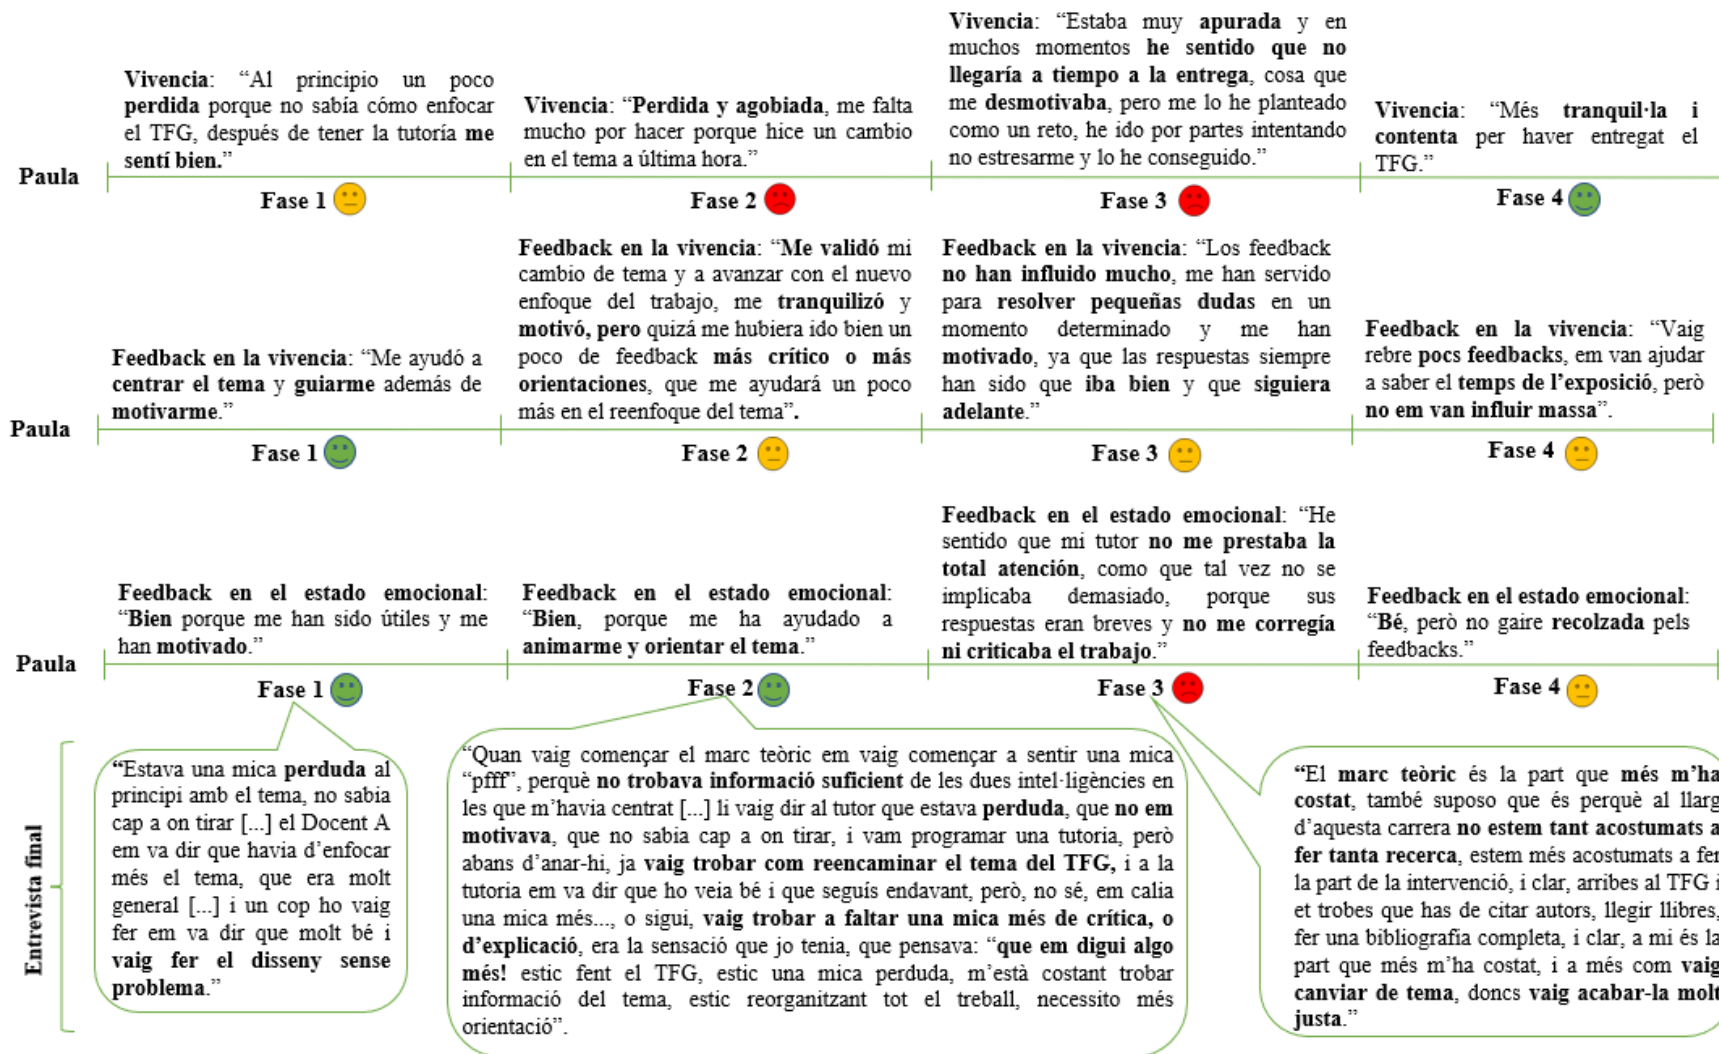 Vivencia: “Al principio un poco
perdida porque no sabía cómo enfocar
el TFG, después de tener la tutoría me
sentí bien.”
Vivencia: “Perdida y agobiada, me falta
mucho por hacer porque hice un cambio
en el tema a última hora.”
Vivencia: “Estaba muy apurada y en
muchos momentos he sentido que no
llegaría a tiempo a la entrega, cosa que
me desmotivaba, pero me lo he planteado
como un reto, he ido por partes intentando
no estresarme y lo he conseguido.”
Vivencia: “Més tranquil·la i
contenta per haver entregat el
TFG.”
Paula
Fase 1
Fase 2
Fase 3
Fase 4
Feedback en la vivencia: “Me ayudó a
centrar el tema y guiarme además de
motivarme.”
Feedback en la vivencia: “Me validó mi
cambio de tema y a avanzar con el nuevo
enfoque del trabajo, me tranquilizó y
motivó, pero quizá me hubiera ido bien un
poco de feedback más crítico o más
orientaciones, que me ayudará un poco
más en el reenfoque del tema”.
Feedback en la vivencia: “Los feedback
no han influido mucho, me han servido
para resolver pequeñas dudas en un
momento determinado y me han
motivado, ya que las respuestas siempre
han sido que iba bien y que siguiera
adelante.”
Feedback en la vivencia: “Vaig
rebre pocs feedbacks, em van ajudar
a saber el temps de l’exposició, però
no em van influir massa”.
Paula
Fase 1
Fase 2
Fase 3
Fase 4
Feedback en el estado emocional:
“Bien porque me han sido útiles y me
han motivado.”
Feedback en el estado emocional:
“Bien, porque me ha ayudado a
animarme y orientar el tema.”
Feedback en el estado emocional: “He
sentido que mi tutor no me prestaba la
total atención, como que tal vez no se
implicaba demasiado, porque sus
respuestas eran breves y no me corregía
ni criticaba el trabajo.”
Feedback en el estado emocional:
“Bé, però no gaire recolzada pels
feedbacks.”
Paula
Fase 1
Fase 2
Fase 3
Fase 4
Entrevista final
“Estava una mica perduda al
principi amb el tema, no sabia
cap a on tirar [...] el Docent A
em va dir que havia d’enfocar
més el tema, que era molt
general [...] i un cop ho vaig
fer em va dir que molt bé i
vaig fer el disseny sense
problema.”
“Quan vaig començar el marc teòric em vaig començar a sentir una mica
“pfff”, perquè no trobava informació suficient de les dues intel·ligències en
les que m’havia centrat [...] li vaig dir al tutor que estava perduda, que no em
motivava, que no sabia cap a on tirar, i vam programar una tutoria, però
abans d’anar-hi, ja vaig trobar com reencaminar el tema del TFG, i a la
tutoria em va dir que ho veia bé i que seguís endavant, però, no sé, em calia
una mica més..., o sigui, vaig trobar a faltar una mica més de crítica, o
d’explicació, era la sensació que jo tenia, que pensava: “que em digui algo
més! estic fent el TFG, estic una mica perduda, m’està costant trobar
informació del tema, estic reorganitzant tot el treball, necessito més
orientació”.
“El marc teòric és la part que més m’ha
costat, també suposo que és perquè al llarg
d’aquesta carrera no estem tant acostumats a
fer tanta recerca, estem més acostumats a fer
la part de la intervenció, i clar, arribes al TFG i
et trobes que has de citar autors, llegir llibres,
fer una bibliografia completa, i clar, a mi és la
part que més m’ha costat, i a més com vaig
canviar de tema, doncs vaig acabar-la molt
justa.”